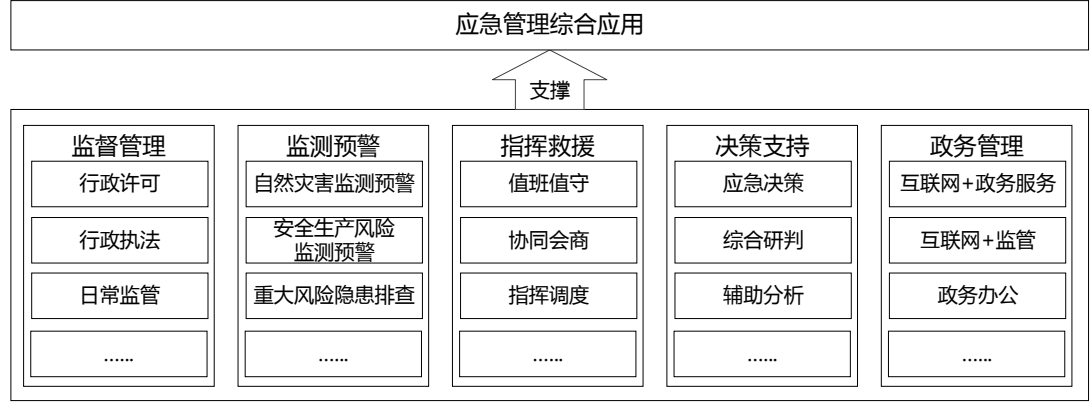 应急管理综合应用
支撑
监督管理
行政许可
行政执法
日常监管
……
监测预警
自然灾害监测预警
安全生产风险
监测预警
重大风险隐患排查
……
指挥救援
值班值守
协同会商
指挥调度
……
决策支持
应急决策
综合研判
辅助分析
……
政务管理
互联网+政务服务
互联网+监管
政务办公
……